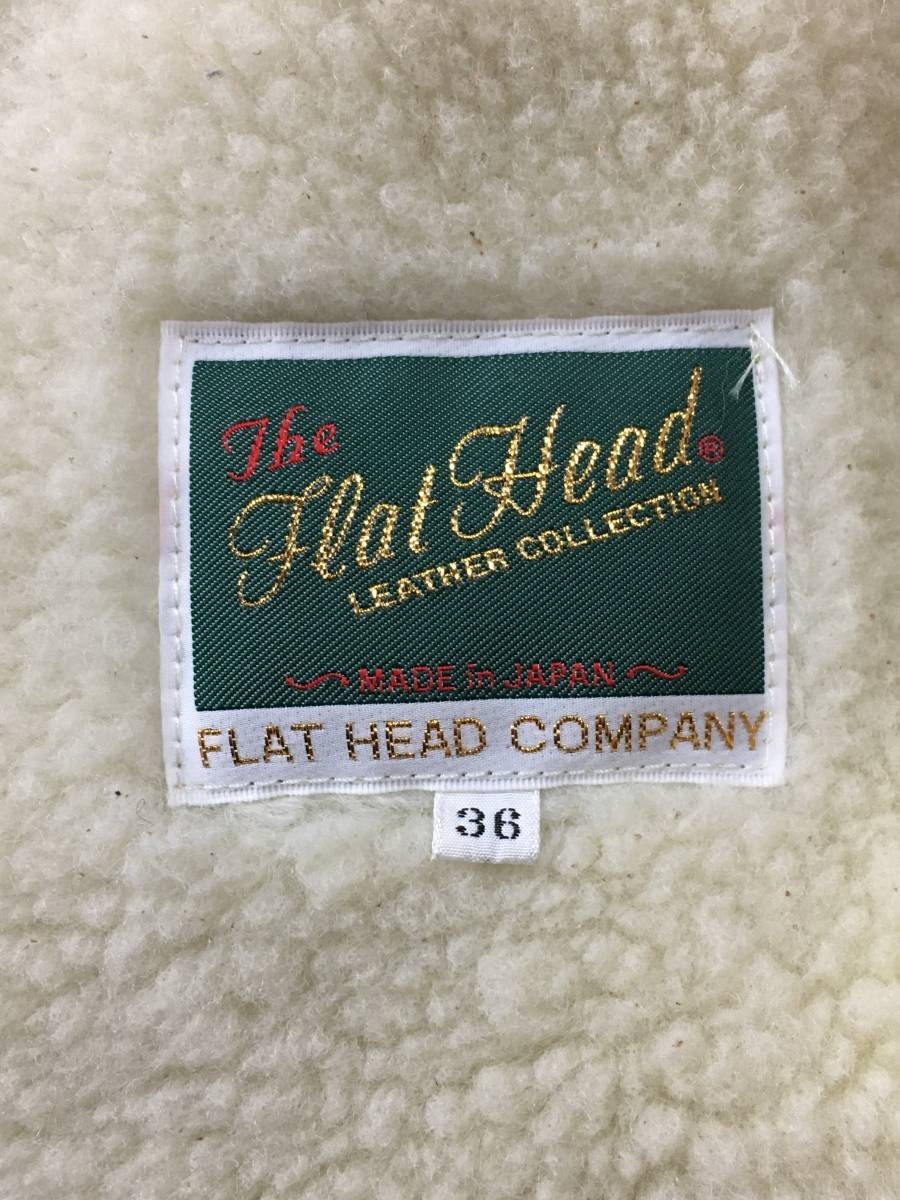 The
Flat Head®
LEATHER COLLECTION
~ MADE in JAPAN ~
FLAT HEAD COMPANY
36